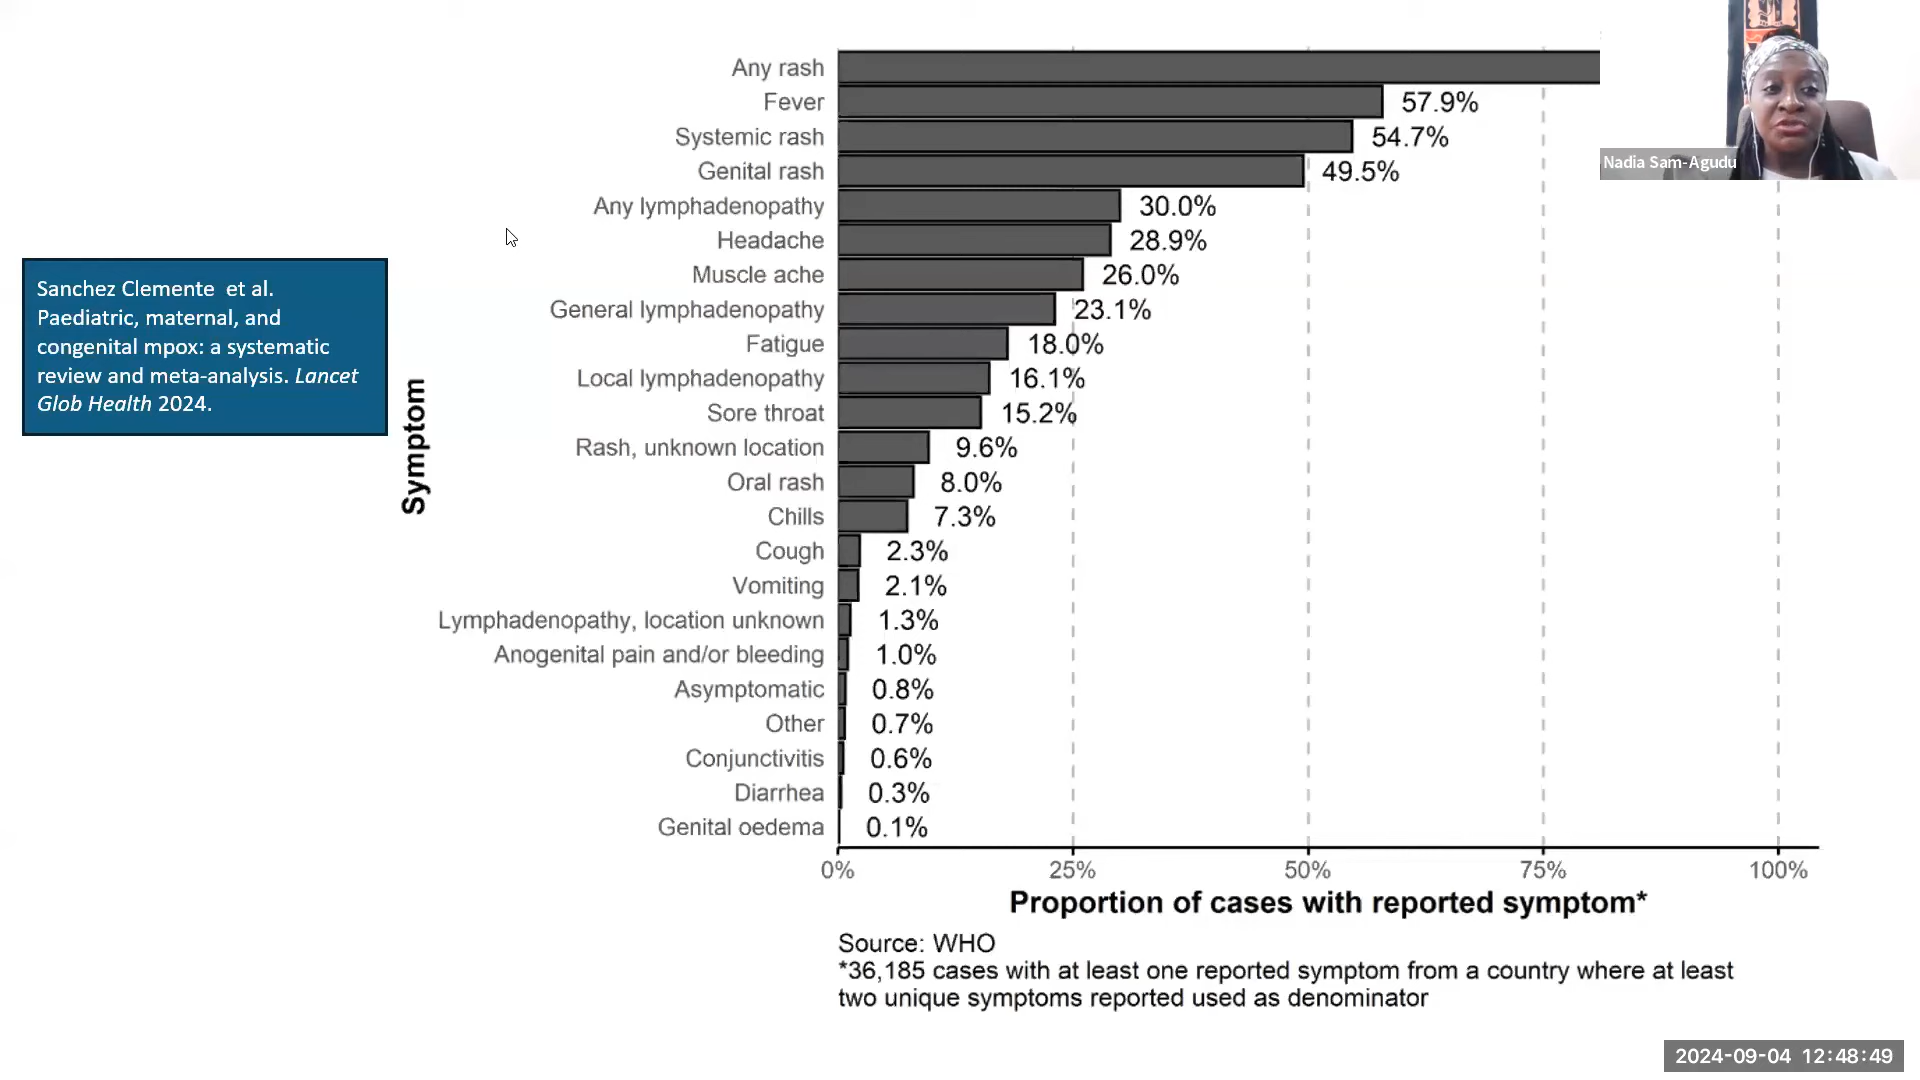 Any rash
Fever 57.9%
Systemic rash 54.7%
Genital rash 49.5%
Any lymphadenopathy 30.0%
Headache 28.9%
Muscle ache 26.0%
General lymphadenopathy 23.1%
Fatigue 18.0%
Local lymphadenopathy 16.1%
Sore throat 15.2%
Rash, unknown location 9.6%
Oral rash 8.0%
Chills 7.3%
Cough 2.3%
Vomiting 2.1%
Lymphadenopathy, location unknown 1.3%
Anogenital pain and/or bleeding 1.0%
Asymptomatic 0.8%
Other 0.7%
Conjunctivitis 0.6%
Diarrhea 0.3%
Genital oedema 0.1%
Symptom
0% 25% 50% 75% 100%
Proportion of cases with reported symptom*
Source: WHO
*36,185 cases with at least one reported symptom from a country where at least
two unique symptoms reported used as denominator
Sanchez Clemente et al.
Paediatric, maternal, and
congenital mpox: a systematic
review and meta-analysis. Lancet
Glob Health 2024.
Nadia Sam-Agudu
2024-09-04 12:48:49